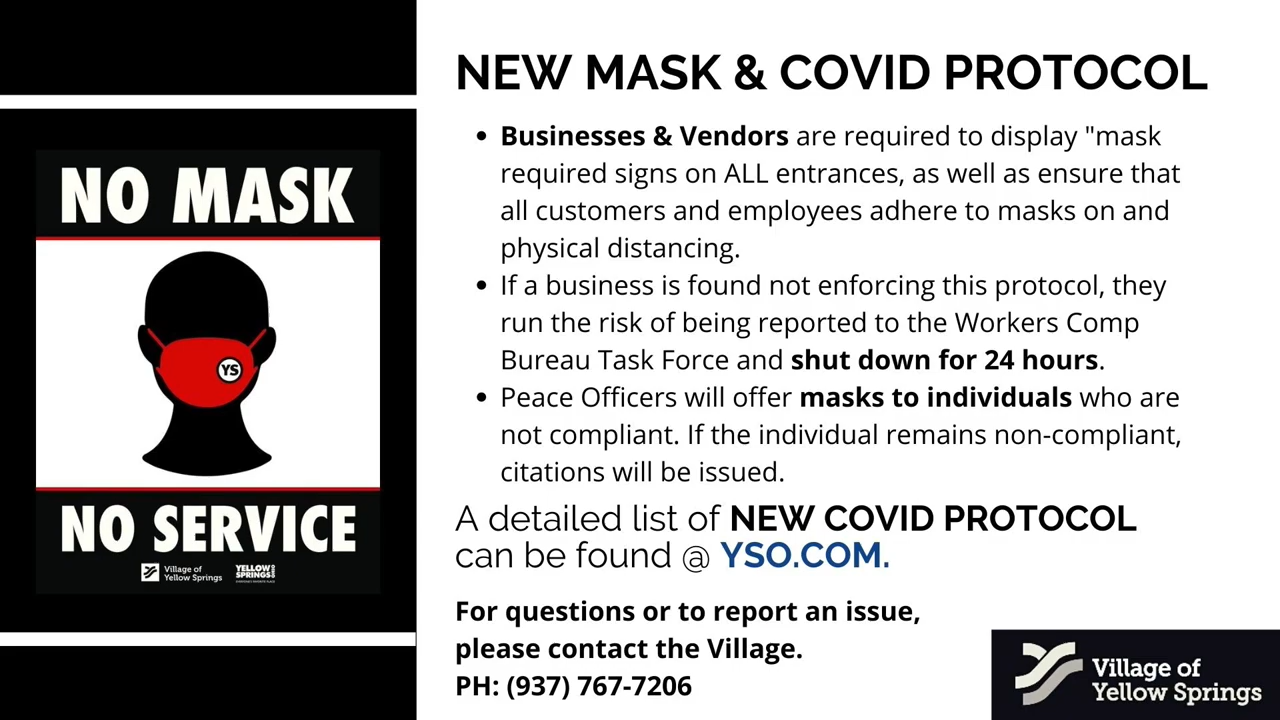 NO MASK
YS
NO SERVICE
Village of
Yellow Springs
YELLOW
SPRINGS
NEW MASK & COVID PROTOCOL
• Businesses & Vendors are required to display "mask
required signs on ALL entrances, as well as ensure that
all customers and employees adhere to masks on and
physical distancing.
• If a business is found not enforcing this protocol, they
run the risk of being reported to the Workers Comp
Bureau Task Force and shut down for 24 hours.
• Peace Officers will offer masks to individuals who are
not compliant. If the individual remains non-compliant,
citations will be issued.
A detailed list of NEW COVID PROTOCOL
can be found @ YSO.COM.
For questions or to report an issue,
please contact the Village.
PH: (937) 767-7206
Village of
Yellow Springs